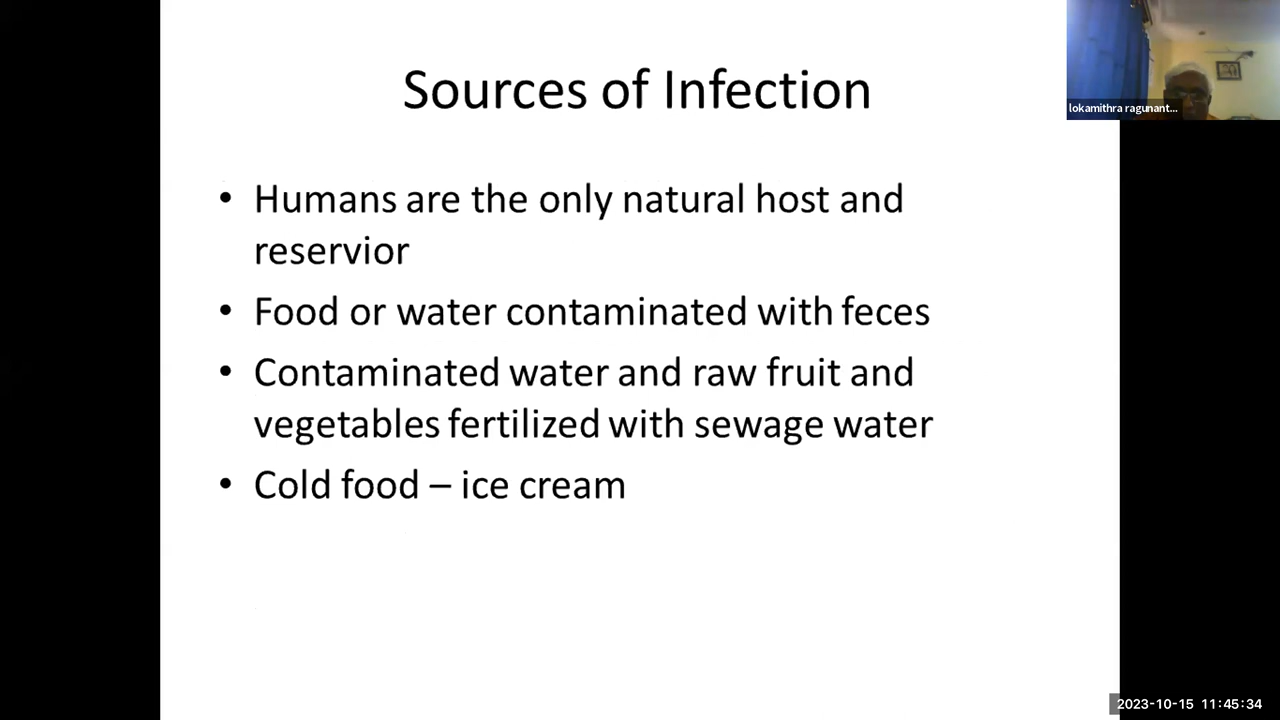 Sources of Infection
lokamithra ragunant...
• Humans are the only natural host and
reservior
• Food or water contaminated with feces
• Contaminated water and raw fruit and
vegetables fertilized with sewage water
• Cold food – ice cream
2023-10-15 11:45:34